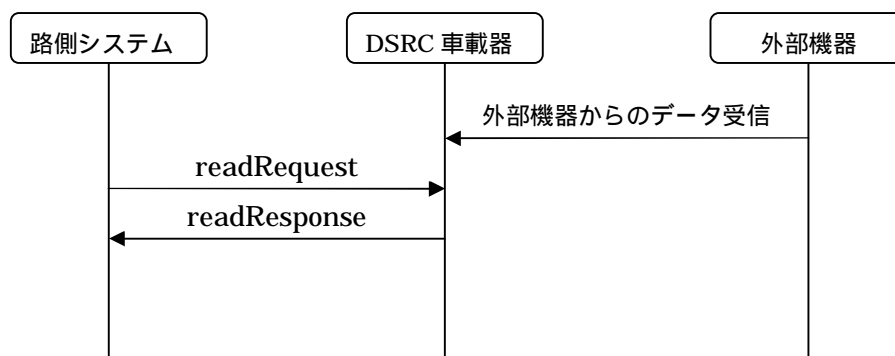 路側システム
DSRC 車載器
外部機器
外部機器からのデータ受信
readRequest
readResponse